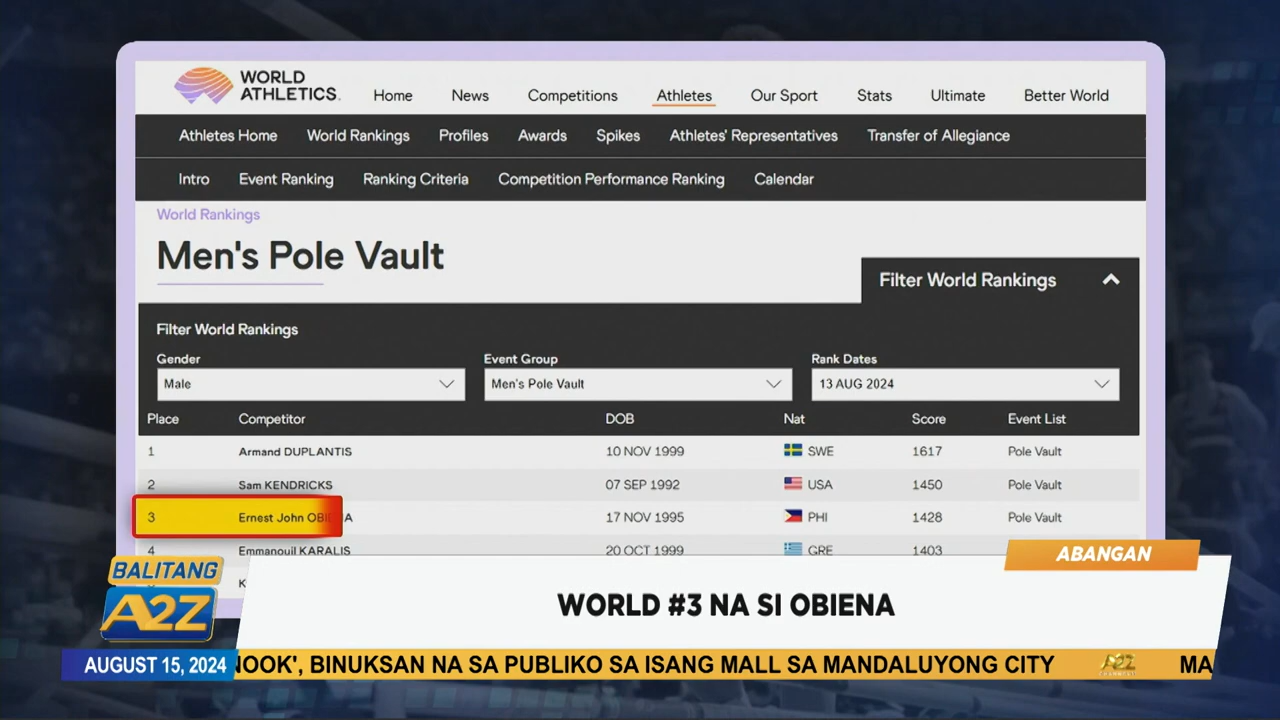 WORLD
ATHLETICS.
Home News Competitions Athletes Our Sport Stats Ultimate Better World
Athletes Home World Rankings Profiles Awards Spikes Athletes' Representatives Transfer of Allegiance
Intro Event Ranking Ranking Criteria Competition Performance Ranking Calendar
World Rankings
Men's Pole Vault
Filter World Rankings
Filter World Rankings
Gender Event Group Rank Dates
Male Men's Pole Vault 13 AUG 2024
Place Competitor DOB Nat Score Event List
1 Armand DUPLANTIS 10 NOV 1999 SWE 1617 Pole Vault
2 Sam KENDRICKS 07 SEP 1992 USA 1450 Pole Vault
3 Ernest John OBIENA 17 NOV 1995 PHI 1428 Pole Vault
4 Emmanouil KARALIS 20 OCT 1999 GRE 1403
K
ABANGAN
BALITANG
A2Z
WORLD #3 NA SI OBIENA
AUGUST 15, 2024 NOOK', BINUKSAN NA SA PUBLIKO SA ISANG MALL SA MANDALUYONG CITY A2Z CHANNEL MA